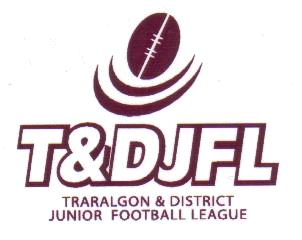 T&DJFL
TRARALGON & DISTRICT
JUNIOR FOOTBALL LEAGUE